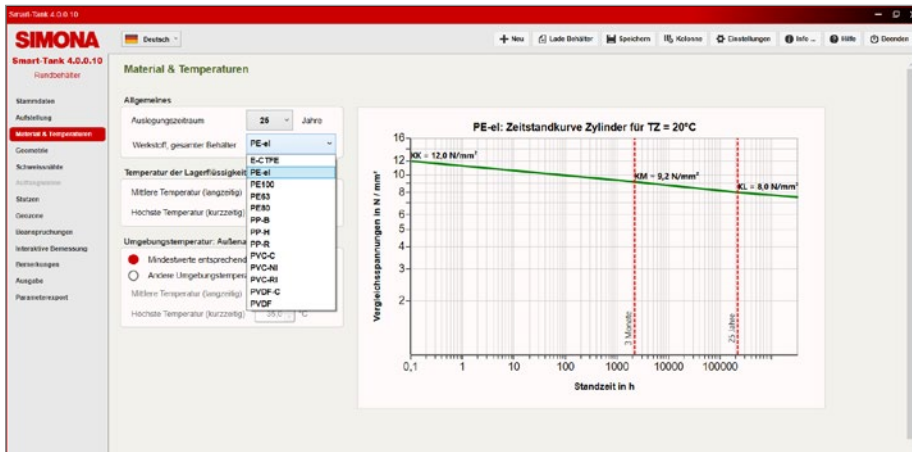 Smart-Tank 4.0.0.10
SIMONA
Deutsch
Neu
Lade Behälter
Speichern
Kolonne
Einstellungen
Info ...
Hilfe
Beenden
Smart-Tank 4.0.0.10
Rundbehälter
Stammdaten
Aufstellung
Material & Temperaturen
Geometrie
Schweissnähte
Stutzen
Beanspruchungen
Interaktive Bemessung
Bemerkungen
Ausgabe
Parameterexport
Material & Temperaturen
Allgemeines
Auslegungszeitraum
25
Jahre
Werkstoff, gesamter Behälter
PE-el
E-CTFE
PE-el
PE100
PE63
PE80
PP-B
PP-H
PP-R
PVC-C
PVC-NI
PVC-RI
PVDF-C
PVDF
Temperatur der Lagerflüssigkeit
Mittlere Temperatur (langzeitig)
Höchste Temperatur (kurzzeitig)
Umgebungstemperatur: Außena
Mindestwerte entsprechend
Andere Umgebungstempera
Mittlere Temperatur (langzeitig)
Höchste Temperatur (kurzzeitig)
35,0
°C
PE-el: Zeitstandkurve Zylinder für TZ = 20°C
Vergleichsspannungen in N / mm²
16
12
10
8
6
5
4
3
2
KK = 12,0 N/mm²
KM = 9,2 N/mm²
KL = 8,0 N/mm²
3 Monate
25 Jahre
0,1
1
10
100
1000
10000
100000
Standzeit in h